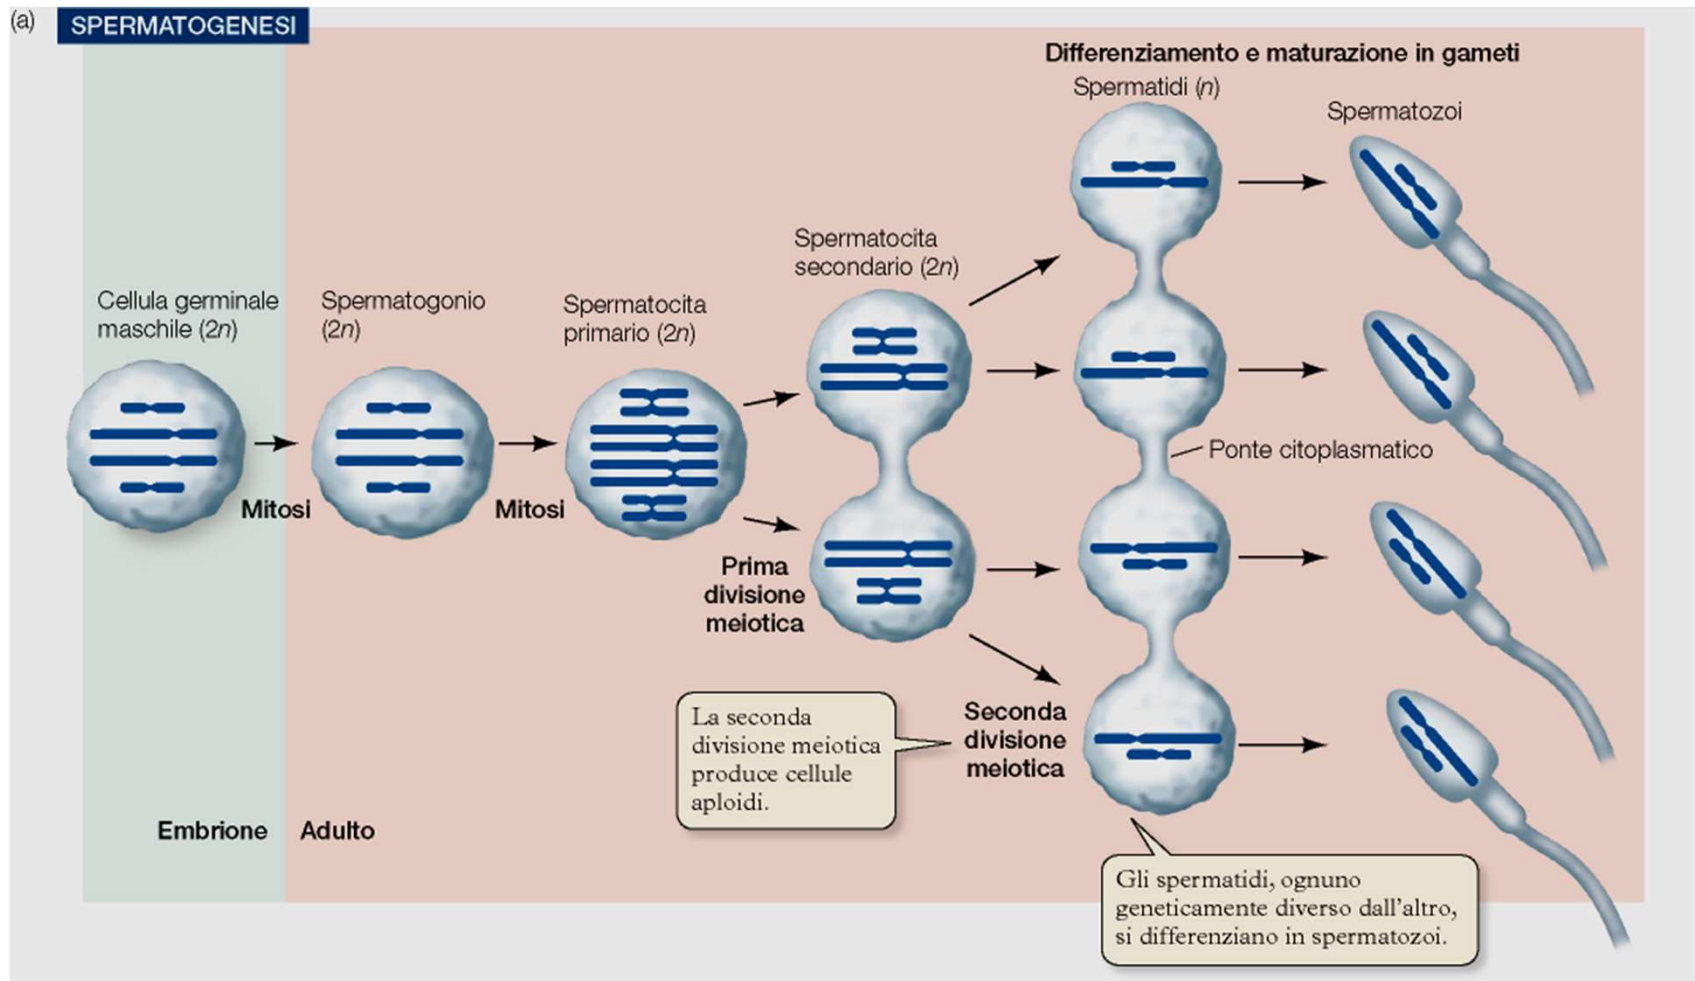 (a)
SPERMATOGENESI
Differenziamento e maturazione in gameti
Spermatidi (n)
Spermatozoi
Spermatocita
secondario (2n)
Cellula germinale
maschile (2n)
Spermatogonio
(2n)
Spermatocita
primario (2n)
Ponte citoplasmatico
Mitosi
Mitosi
Prima
divisione
meiotica
La seconda
divisione meiotica
produce cellule
aploidi.
Seconda
divisione
meiotica
Embrione
Adulto
Gli spermatidi, ognuno
geneticamente diverso dall'altro,
si differenziano in spermatozoi.